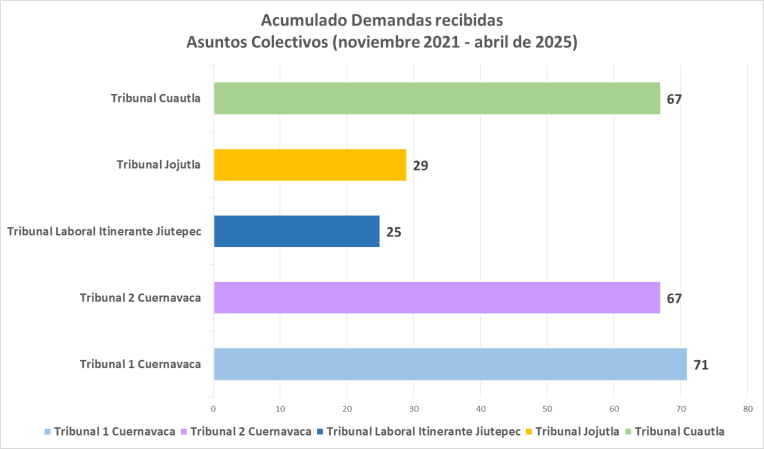 Acumulado Demandas recibidas
Asuntos Colectivos (noviembre 2021 - abril de 2025)
Tribunal Cuautla
67
Tribunal Jojutla
29
Tribunal Laboral Itinerante Jiutepec
25
Tribunal 2 Cuernavaca
67
Tribunal 1 Cuernavaca
71
0 10 20 30 40 50 60 70 80
Tribunal 1 Cuernavaca Tribunal 2 Cuernavaca Tribunal Laboral Itinerante Jiutepec Tribunal Jojutla Tribunal Cuautla